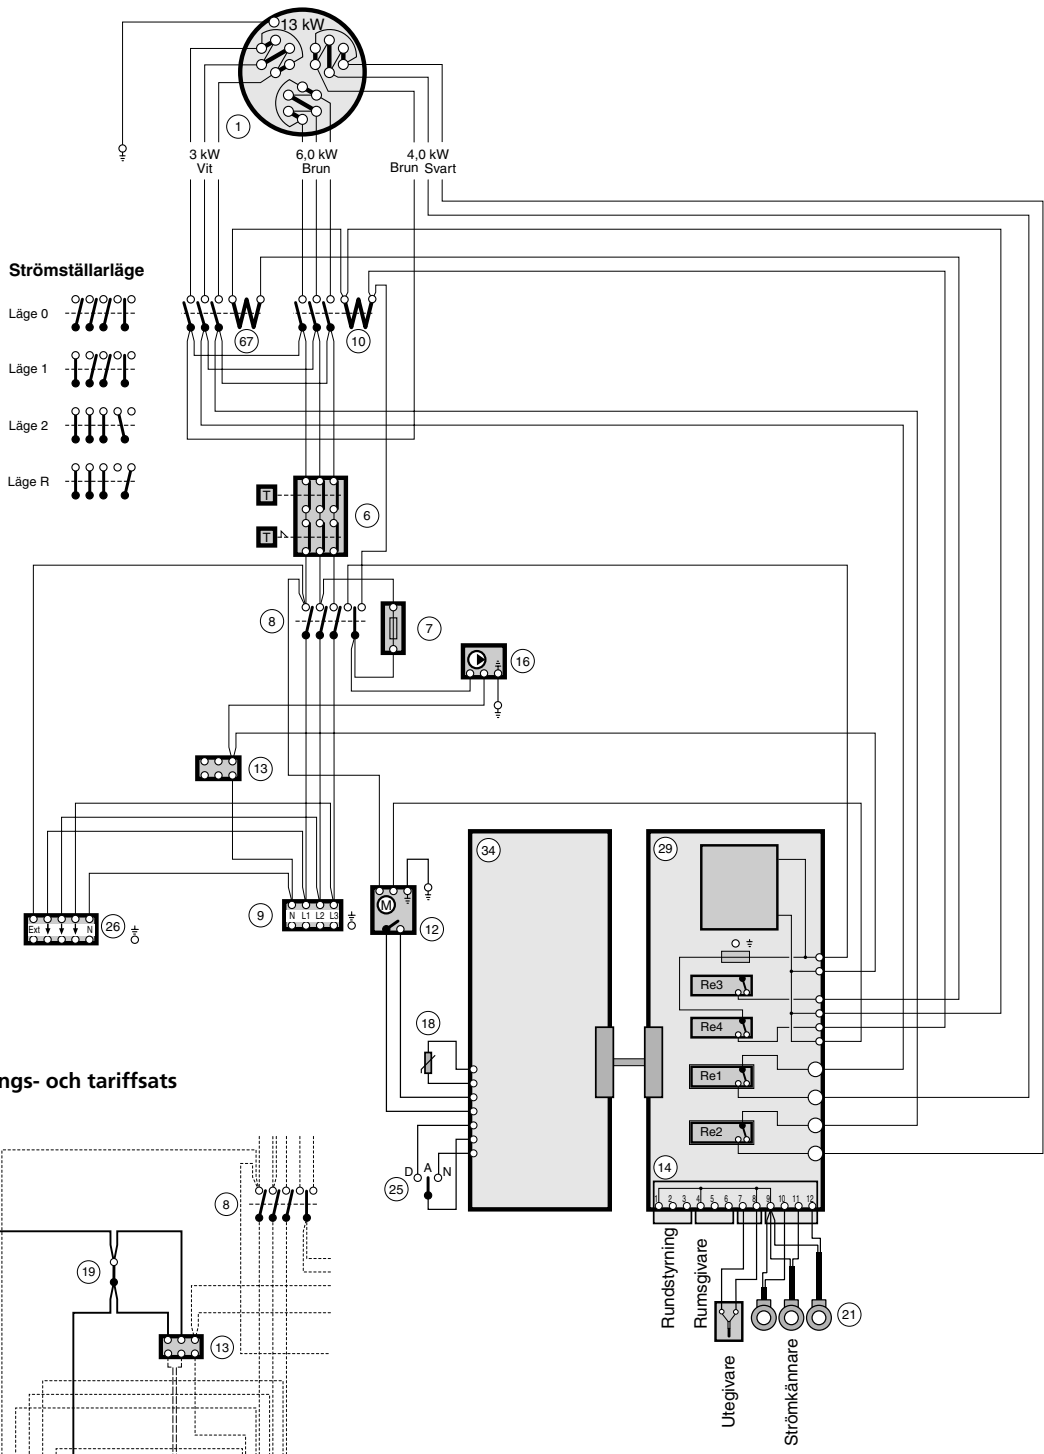 13 kW
1
3 kW
Vit
6,0 kW
Brun
4,0 kW
Brun Svart
Strömställarläge
Läge 0
Läge 1
Läge 2
Läge R
67
10
T
T
6
8
7
16
13
34
29
Ext N
26
9
N L1 L2 L3
M
12
Re3
Re4
18
Re1
Re2
ngs- och tariffsats
14
D A N
25
1 2 3 4 5 6 7 8 9 10 11 12
8
19
13
21
Rundstyrning
Rumsgivare
Utegivare
Strömkännare